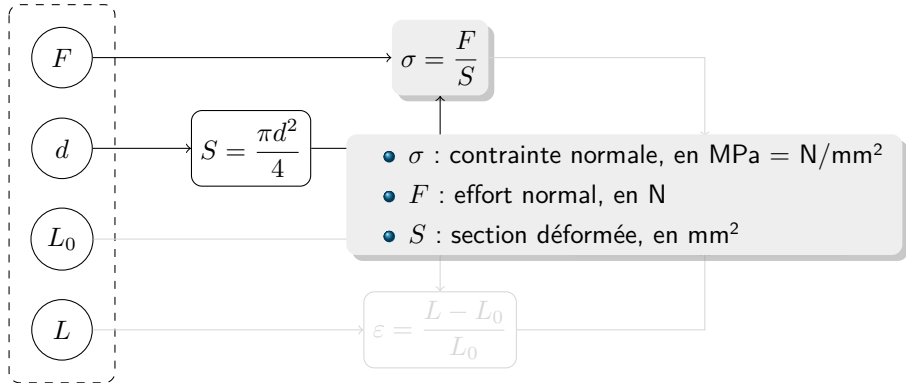 F
σ = F/S
d
S = πd²/4
• σ : contrainte normale, en MPa = N/mm²
• F : effort normal, en N
• S : section déformée, en mm²
L₀
L
ε = (L − L₀)/L₀